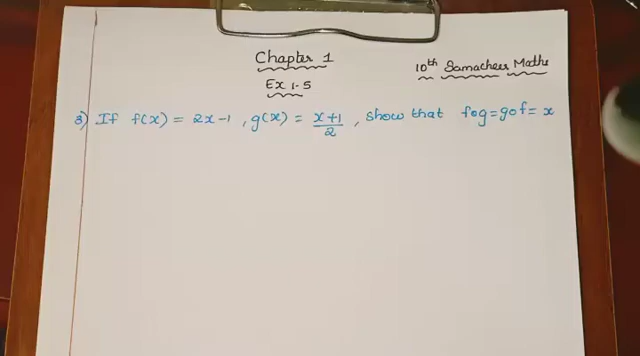 Chapter 1
10th Samacheer Maths
Ex 1.5
3) If f(x) = 2x-1, g(x) = x+1/2, show that fog = gof = x